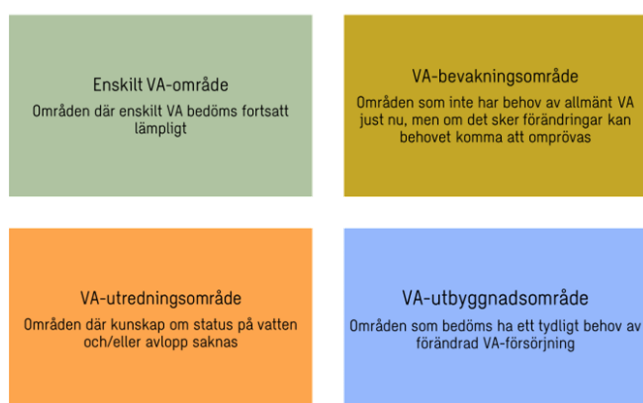 Enskilt VA-område
Områden där enskilt VA bedöms fortsatt
lämpligt
VA-bevakningsområde
Områden som inte har behov av allmänt VA
just nu, men om det sker förändringar kan
behovet komma att omprövas
VA-utredningsområde
Områden där kunskap om status på vatten
och/eller avlopp saknas
VA-utbyggnadsområde
Områden som bedöms ha ett tydligt behov av
förändrad VA-försörjning